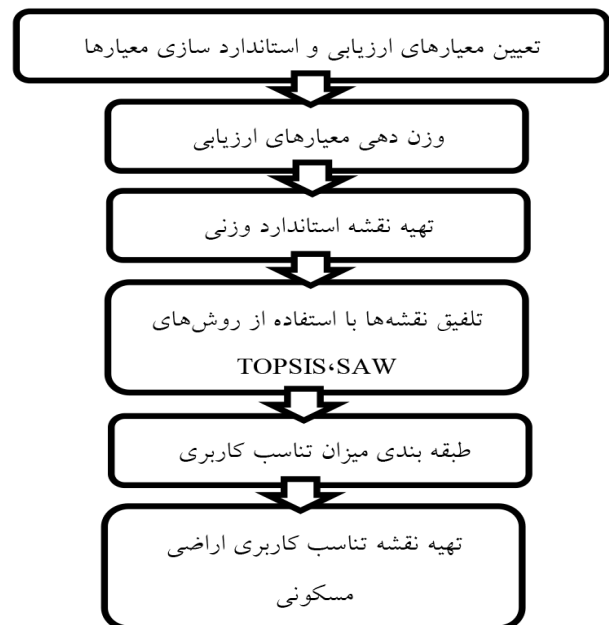 تعیین معیارهای ارزیابی و استاندارد سازی معیارها
وزن دهی معیارهای ارزیابی
تهیه نقشه استاندارد وزنی
تلفیق نقشه‌ها با استفاده از روش‌های
TOPSIS،SAW
طبقه بندی میزان تناسب کاربری
تهیه نقشه تناسب کاربری اراضی
مسکونی